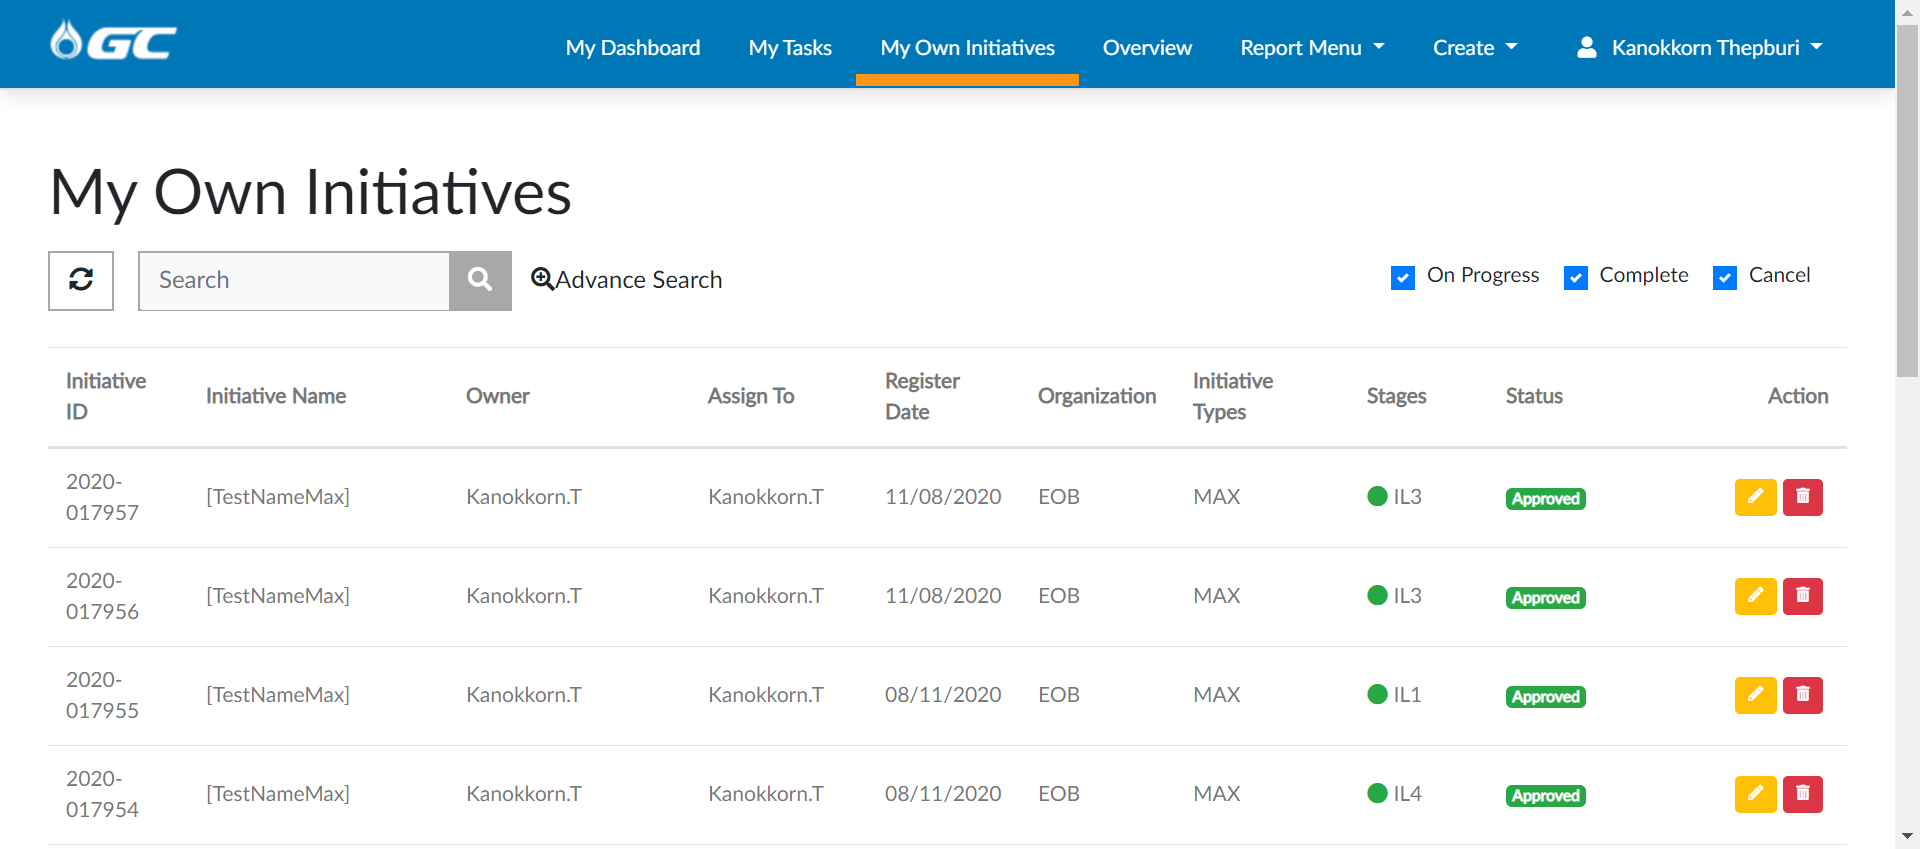 GC
My Dashboard My Tasks My Own Initiatives Overview Report Menu Create Kanokkorn Thepburi
My Own Initiatives
Search Advance Search On Progress Complete Cancel
Initiative ID Initiative Name Owner Assign To Register Date Organization Initiative Types Stages Status Action
2020-017957 [TestNameMax] Kanokkorn.T Kanokkorn.T 11/08/2020 EOB MAX IL3 Approved
2020-017956 [TestNameMax] Kanokkorn.T Kanokkorn.T 11/08/2020 EOB MAX IL3 Approved
2020-017955 [TestNameMax] Kanokkorn.T Kanokkorn.T 08/11/2020 EOB MAX IL1 Approved
2020-017954 [TestNameMax] Kanokkorn.T Kanokkorn.T 08/11/2020 EOB MAX IL4 Approved